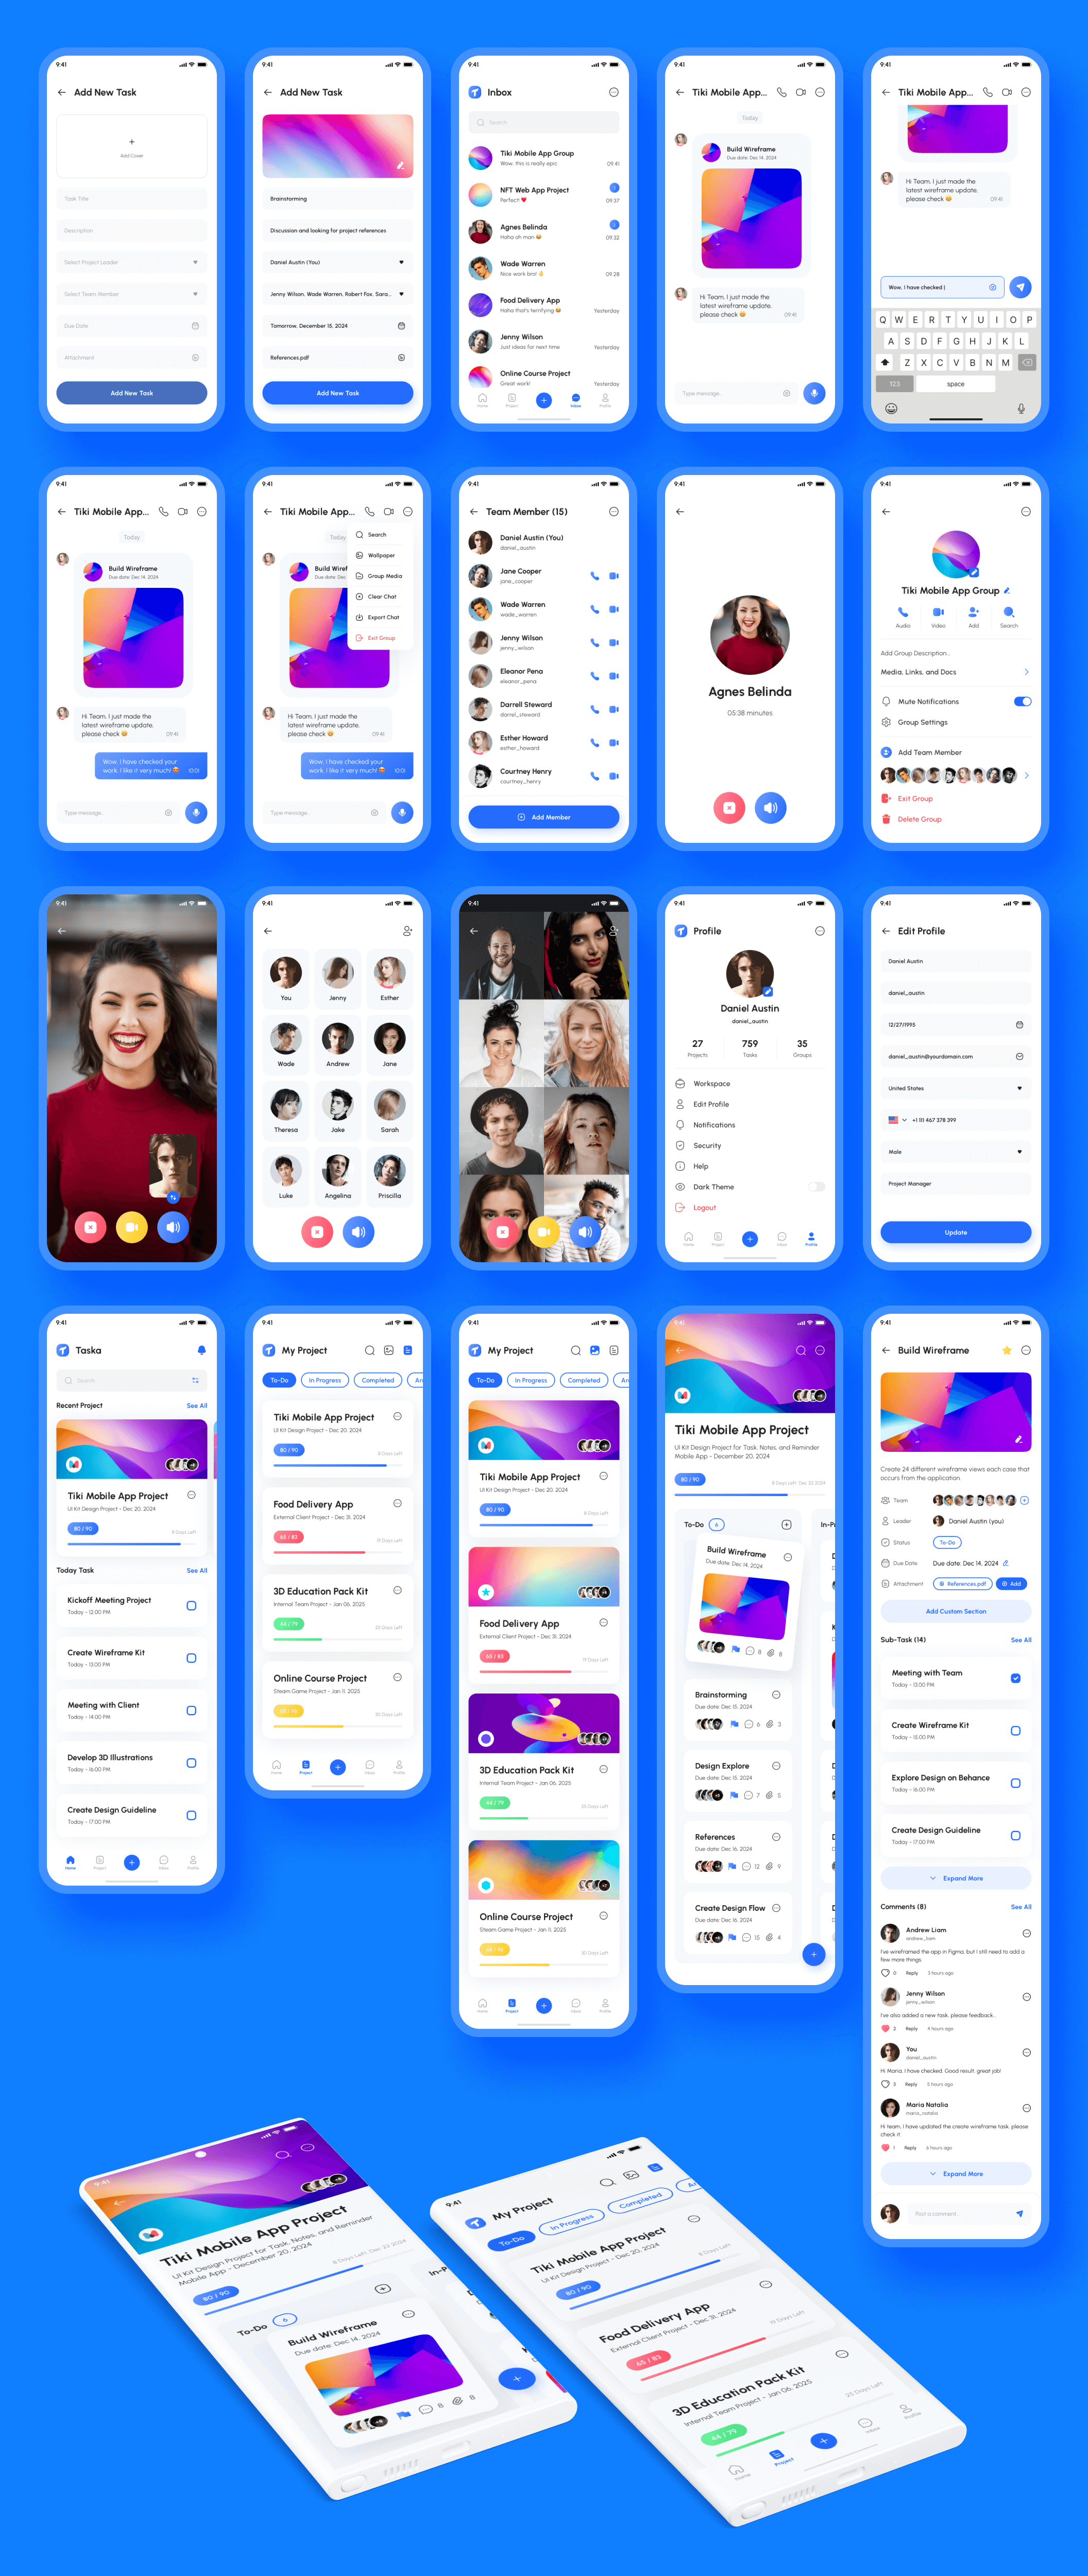 9:41
Add New Task
Add Cover
Task Title
Description
Select Project Leader
Select Team Member
Due Date
Attachment
Add New Task
9:41
Add New Task
Brainstorming
Discussion and looking for project references
Daniel Austin (You)
Jenny Wilson, Wade Warren, Robert Fox, Sara...
Tomorrow, December 15, 2024
References.pdf
Add New Task
9:41
Inbox
Search
Tiki Mobile App Group
Wow, this is really epic
09.41
NFT Web App Project
Perfect! ❤️
09.37
Agnes Belinda
Haha oh man 😂
09.32
Wade Warren
Nice work bro! 👌
09.28
Food Delivery App
Haha that's terrifying 😂
Yesterday
Jenny Wilson
Just ideas for next time
Yesterday
Online Course Project
Great work!
Yesterday
Home
Project
Inbox
Profile
9:41
Tiki Mobile App...
Today
Build Wireframe
Due date: Dec 14, 2024
Hi Team, I just made the
latest wireframe update,
please check 😊
09:41
Type message...
9:41
Tiki Mobile App...
Hi Team, I just made the
latest wireframe update,
please check 😊
09:41
Wow, I have checked |
Q W E R T Y U I O P
A S D F G H J K L
Z X C V B N M
123
space
9:41
Tiki Mobile App...
Today
Build Wireframe
Due date: Dec 14, 2024
Hi Team, I just made the
latest wireframe update,
please check 😊
09:41
Wow, I have checked your
work. I like it very much! 😍
10:01
Type message...
9:41
Tiki Mobile App...
Today
Build Wiref
Due date: Dec
Search
Wallpaper
Group Media
Clear Chat
Export Chat
Exit Group
Hi Team, I just made the
latest wireframe update,
please check 😊
09:41
Wow, I have checked your
work. I like it very much! 😍
10:01
Type message...
9:41
Team Member (15)
Daniel Austin (You)
daniel_austin
Jane Cooper
jane_cooper
Wade Warren
wade_warren
Jenny Wilson
jenny_wilson
Eleanor Pena
eleanor_pena
Darrell Steward
darrel_steward
Esther Howard
esther_howard
Courtney Henry
courtney_henry
Add Member
9:41
Agnes Belinda
05:38 minutes
9:41
Tiki Mobile App Group
Audio
Video
Add
Search
Add Group Description...
Media, Links, and Docs
Mute Notifications
Group Settings
Add Team Member
Exit Group
Delete Group
9:41
9:41
You
Jenny
Esther
Wade
Andrew
Jane
Theresa
Jake
Sarah
Luke
Angelina
Priscilla
9:41
9:41
Profile
Daniel Austin
daniel_austin
27
Projects
759
Tasks
35
Groups
Workspace
Edit Profile
Notifications
Security
Help
Dark Theme
Logout
Home
Project
Inbox
Profile
9:41
Edit Profile
Daniel Austin
daniel_austin
12/27/1995
daniel_austin@yourdomain.com
United States
+1 111 467 378 399
Male
Project Manager
Update
9:41
Taska
Search
Recent Project
See All
Tiki Mobile App Project
UI Kit Design Project - Dec 20, 2024
80 / 90
8 Days Left
Today Task
See All
Kickoff Meeting Project
Today - 12:00 PM
Create Wireframe Kit
Today - 13:00 PM
Meeting with Client
Today - 14:00 PM
Develop 3D Illustrations
Today - 16:00 PM
Create Design Guideline
Today - 17:00 PM
Home
Project
Inbox
Profile
9:41
My Project
To-Do
In Progress
Completed
Tiki Mobile App Project
UI Kit Design Project - Dec 20, 2024
80 / 90
8 Days Left
Food Delivery App
External Client Project - Dec 31, 2024
65 / 83
19 Days Left
3D Education Pack Kit
Internal Team Project - Jan 06, 2025
44 / 79
25 Days Left
Online Course Project
Steam Game Project - Jan 11, 2025
30 Days Left
Home
Project
Inbox
Profile
9:41
My Project
To-Do
In Progress
Completed
Tiki Mobile App Project
UI Kit Design Project - Dec 20, 2024
80 / 90
8 Days Left
Food Delivery App
External Client Project - Dec 31, 2024
65 / 83
19 Days Left
3D Education Pack Kit
Internal Team Project - Jan 06, 2025
44 / 79
25 Days Left
Online Course Project
Steam Game Project - Jan 11, 2025
30 Days Left
Home
Project
Inbox
Profile
9:41
Tiki Mobile App Project
UI Kit Design Project for Task, Notes, and Reminder
Mobile App - December 20, 2024
80 / 90
8 Days Left, Dec 22 2024
To-Do
6
In-P
Build Wireframe
Due date: Dec 14, 2024
8
8
Brainstorming
Due date: Dec 15, 2024
6
3
Design Explore
Due date: Dec 15, 2024
7
5
References
Due date: Dec 16, 2024
12
9
Create Design Flow
Due date: Dec 16, 2024
15
4
9:41
Build Wireframe
Create 24 different wireframe views each case that
occurs from the application
Team
Leader
Daniel Austin (you)
Status
To-Do
Due Date
Due date: Dec 14, 2024
Attachment
References.pdf
Add
Add Custom Section
Sub-Task (14)
See All
Meeting with Team
Today - 13:00 PM
Create Wireframe Kit
Today - 15:00 PM
Explore Design on Behance
Today - 16:00 PM
Create Design Guideline
Today - 17:00 PM
Expand More
Comments (8)
See All
Andrew Liam
andrew_liam
I've wireframed the app in Figma, but I still need to add a
few more things.
0
Reply
3 hours ago
Jenny Wilson
jenny_wilson
I've also added a new task, please feedback...
2
Reply
4 hours ago
You
daniel_austin
Hi Maria, I have checked. Good result, great job!
3
Reply
5 hours ago
Maria Natalia
maria_natalia
Hi team, I have updated the create wireframe task, please
check it.
1
Reply
6 hours ago
Expand More
Post a comment...
9:41
Tiki Mobile App Project
UI Kit Design Project for Task, Notes, and Reminder
Mobile App - December 20, 2024
80 / 90
8 Days Left, Dec 22 2024
To-Do
6
In-P
Build Wireframe
Due date: Dec 14, 2024
8
8
9:41
My Project
To-Do
In Progress
Completed
Tiki Mobile App Project
UI Kit Design Project - Dec 20, 2024
80 / 90
8 Days Left
Food Delivery App
External Client Project - Dec 31, 2024
65 / 83
19 Days Left
3D Education Pack Kit
Internal Team Project - Jan 06, 2025
44 / 79
25 Days Left
Home
Project
Inbox
Profile